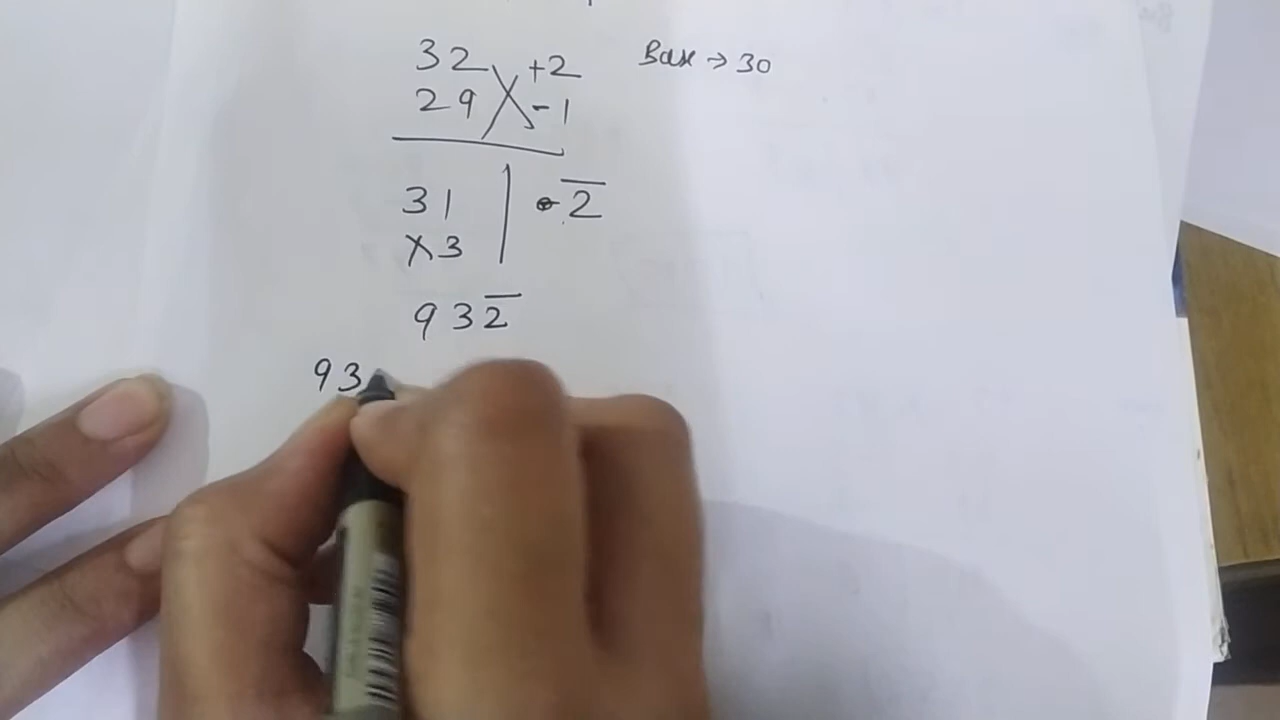 32 +2 Base → 30
29 -1
31 | 2̅
×3
932̅
93